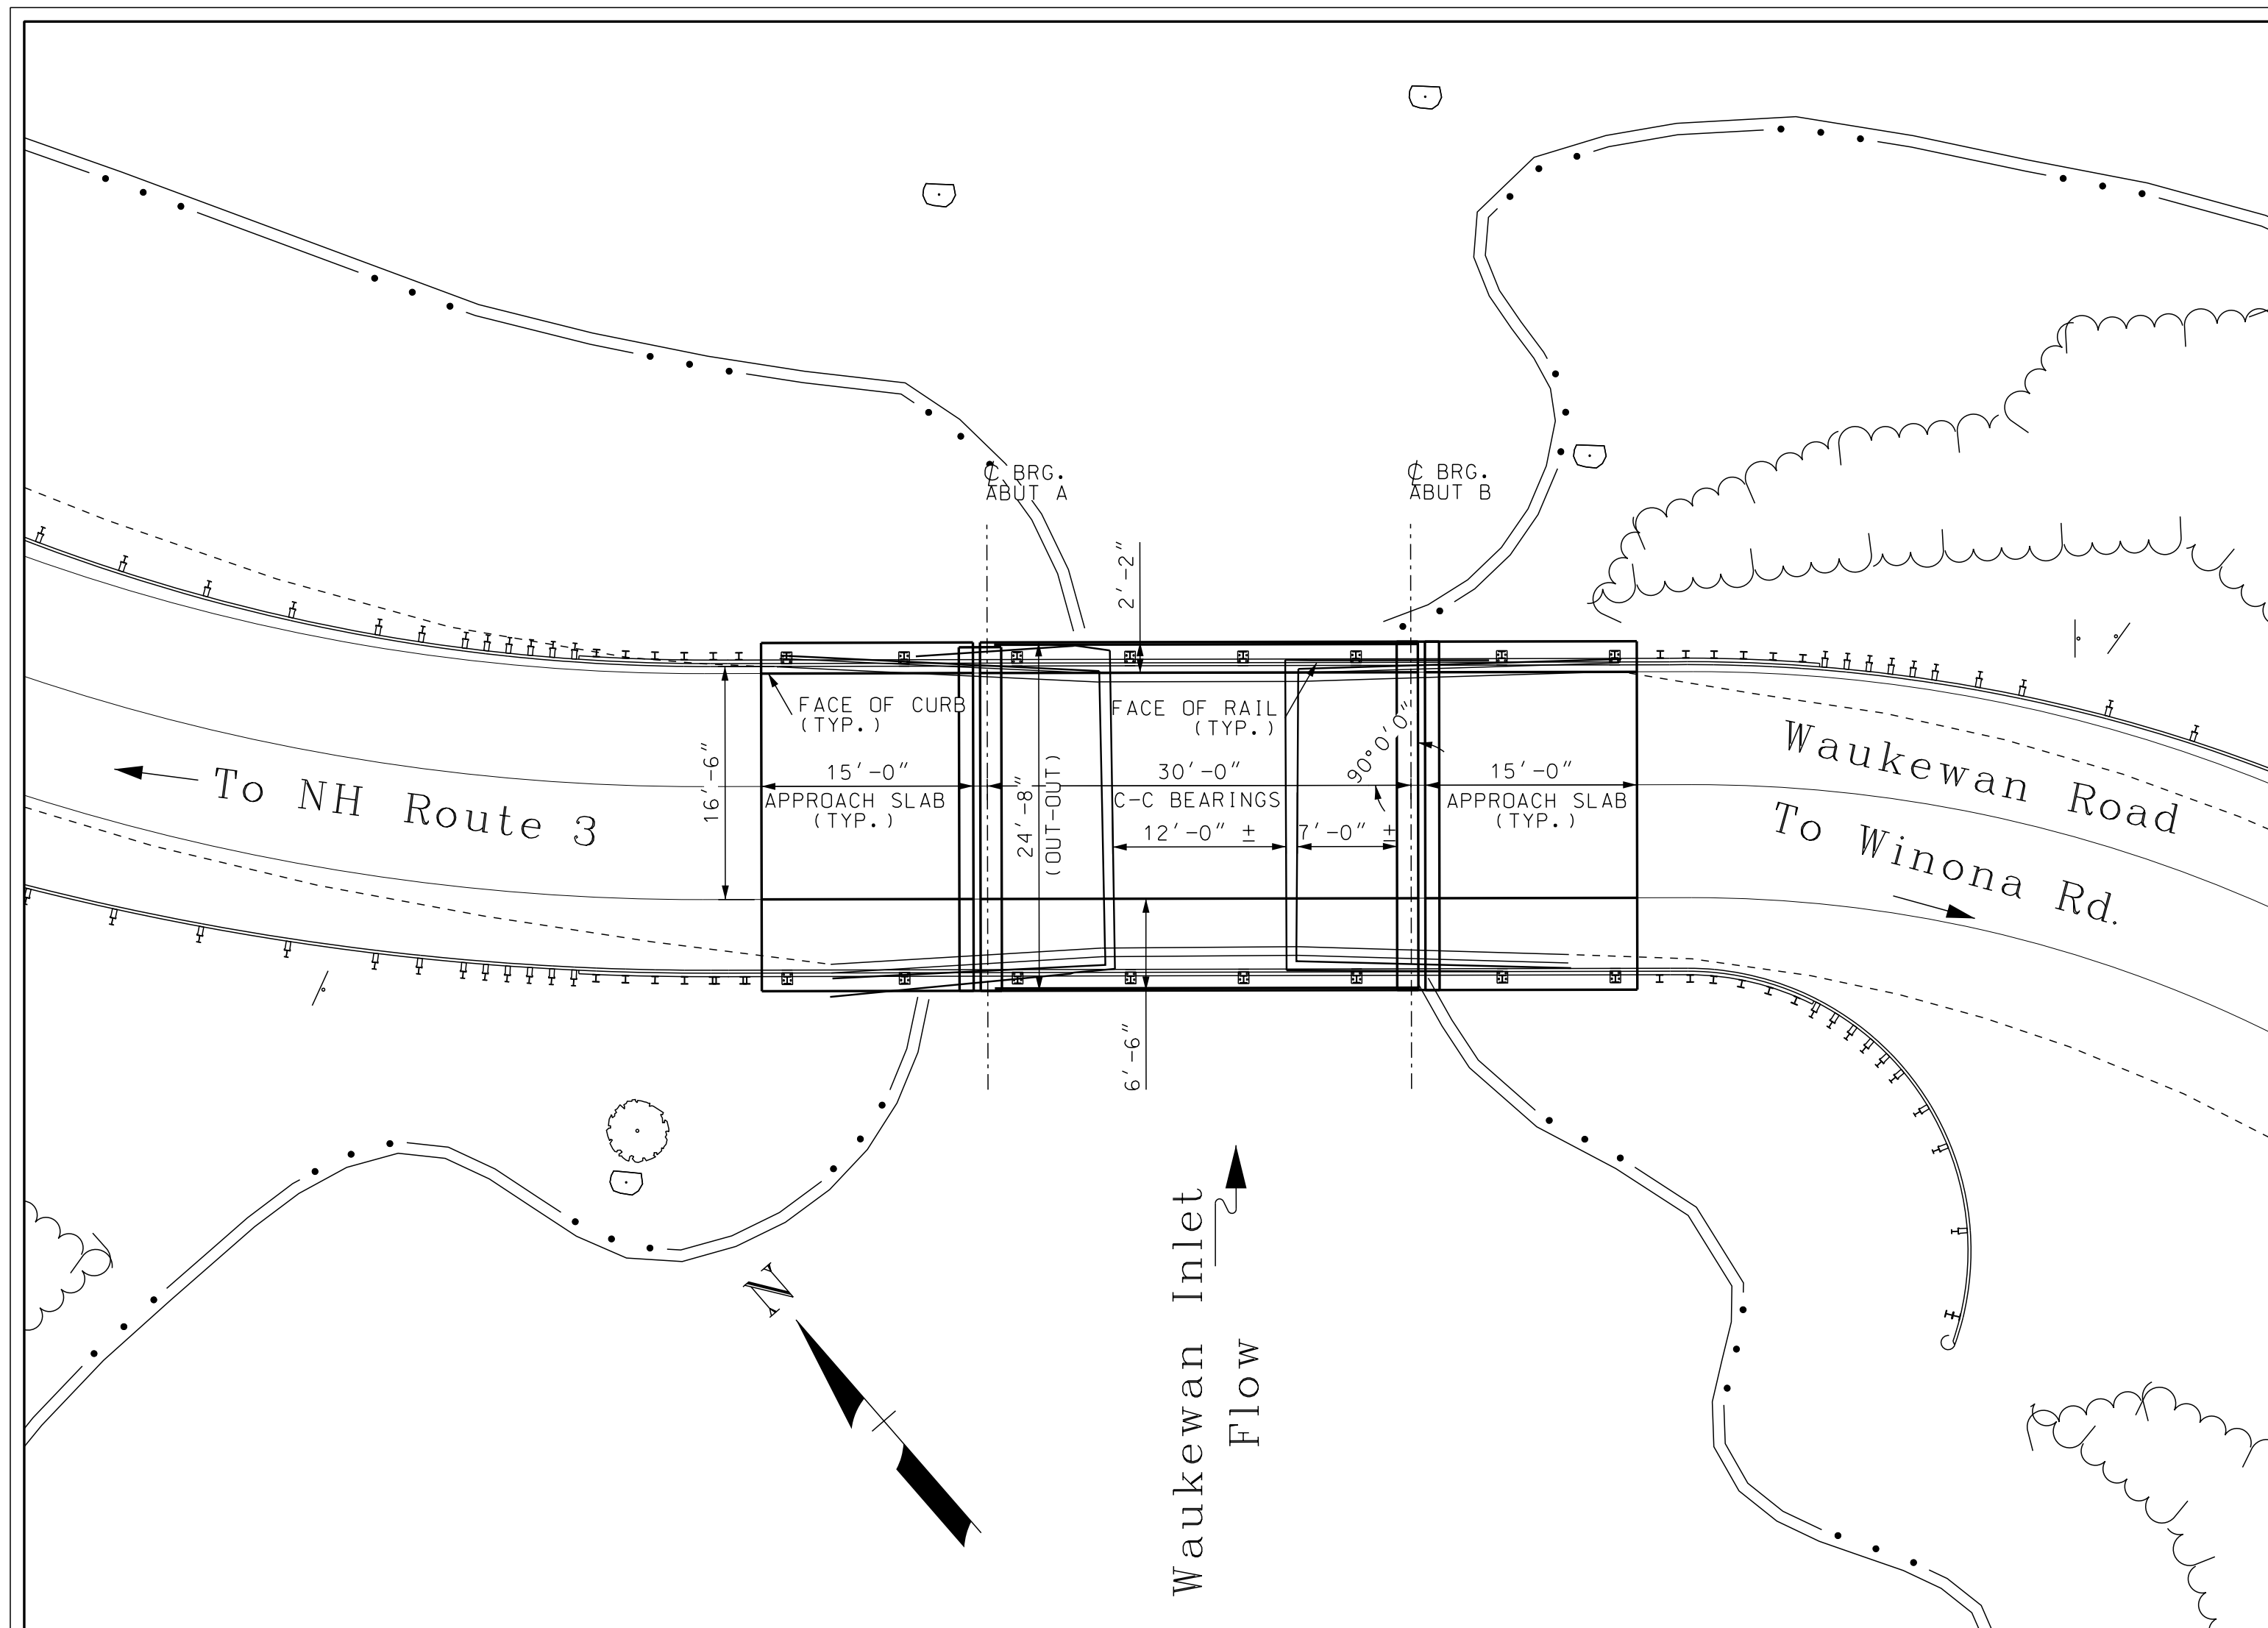 ℄ BRG.
ABUT A
℄ BRG.
ABUT B
2'-2"
FACE OF CURB
(TYP.)
FACE OF RAIL
(TYP.)
90°0'0"
16'-6"
15'-0"
APPROACH SLAB
(TYP.)
24'-8"
(OUT-OUT)
30'-0"
C-C BEARINGS
12'-0" ±
7'-0" ±
15'-0"
APPROACH SLAB
(TYP.)
To NH Route 3
Waukewan Road
To Winona Rd.
6'-6"
N
Waukewan Inlet
Flow